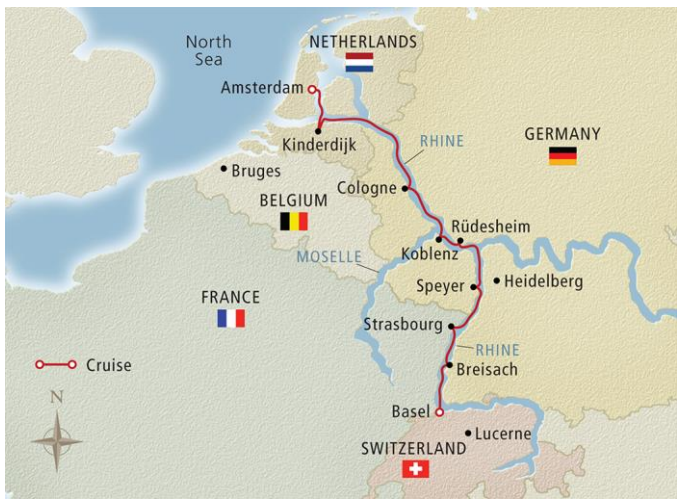 North
Sea
NETHERLANDS
Amsterdam
Kinderdijk
RHINE
GERMANY
Bruges
Cologne
BELGIUM
Rüdesheim
Koblenz
MOSELLE
Speyer
Heidelberg
FRANCE
Strasbourg
RHINE
Cruise
Breisach
N
Basel
Lucerne
SWITZERLAND